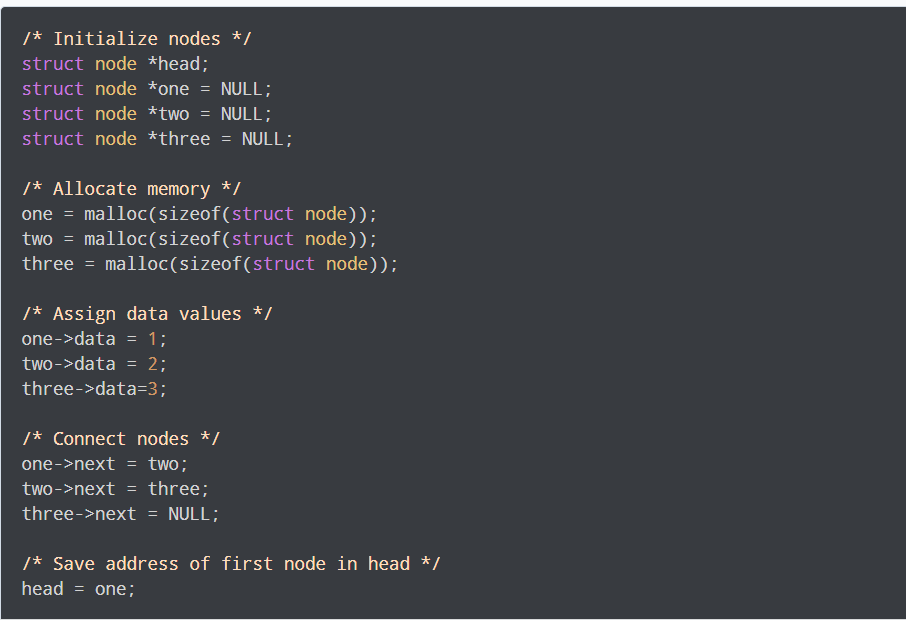 /* Initialize nodes */
struct node *head;
struct node *one = NULL;
struct node *two = NULL;
struct node *three = NULL;
/* Allocate memory */
one = malloc(sizeof(struct node));
two = malloc(sizeof(struct node));
three = malloc(sizeof(struct node));
/* Assign data values */
one->data = 1;
two->data = 2;
three->data=3;
/* Connect nodes */
one->next = two;
two->next = three;
three->next = NULL;
/* Save address of first node in head */
head = one;